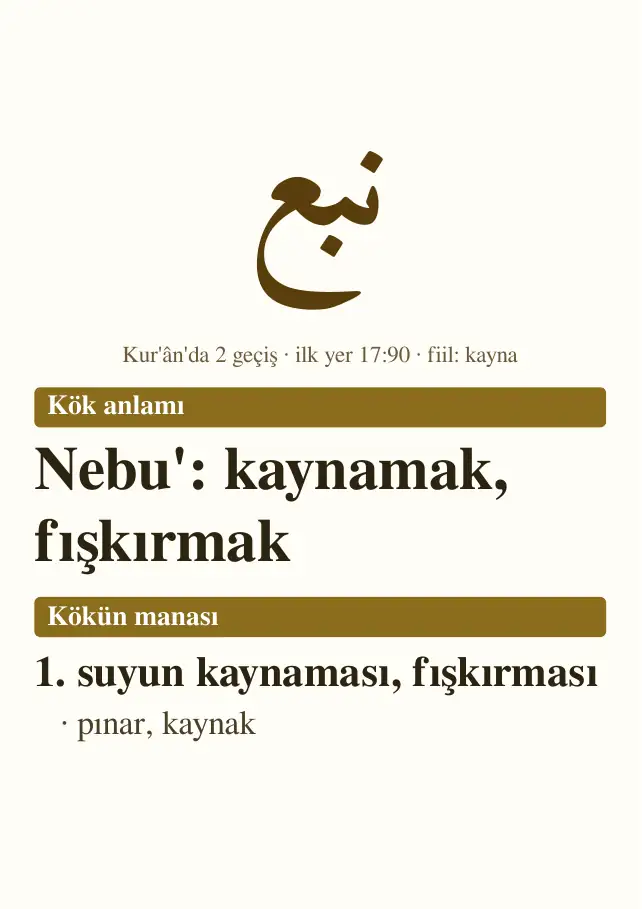 نبع
Kur'ân'da 2 geçiş · ilk yer 17:90 · fiil: kayna
Kök anlamı
Nebu': kaynamak,
fışkırmak
Kökün manası
1. suyun kaynaması, fışkırması
· pınar, kaynak